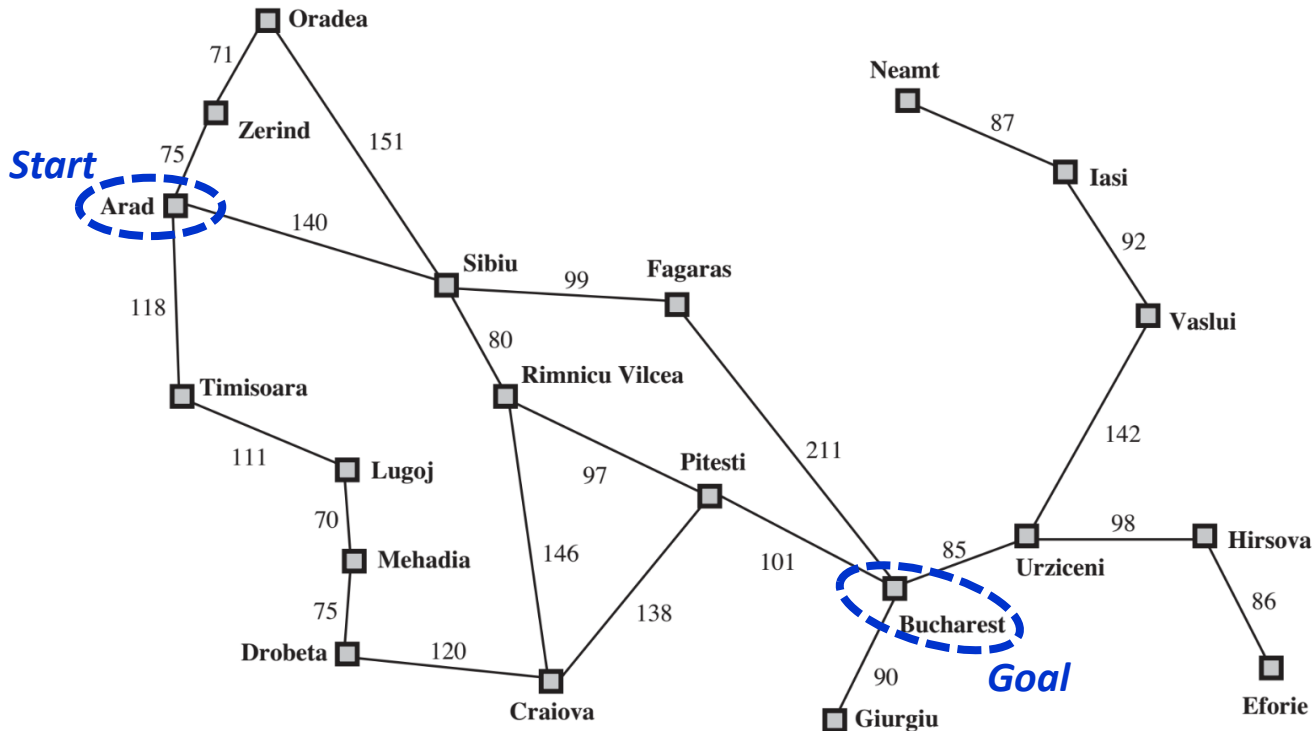 Oradea
71
Neamt
Zerind
87
151
75
Start
Iasi
Arad
140
92
Sibiu
Fagaras
99
118
Vaslui
80
Rimnicu Vilcea
Timisoara
142
211
111
Pitesti
Lugoj
97
98
70
Hirsova
146
101
85
Mehadia
Urziceni
138
86
75
Bucharest
Drobeta
120
90
Goal
Eforie
Craiova
Giurgiu